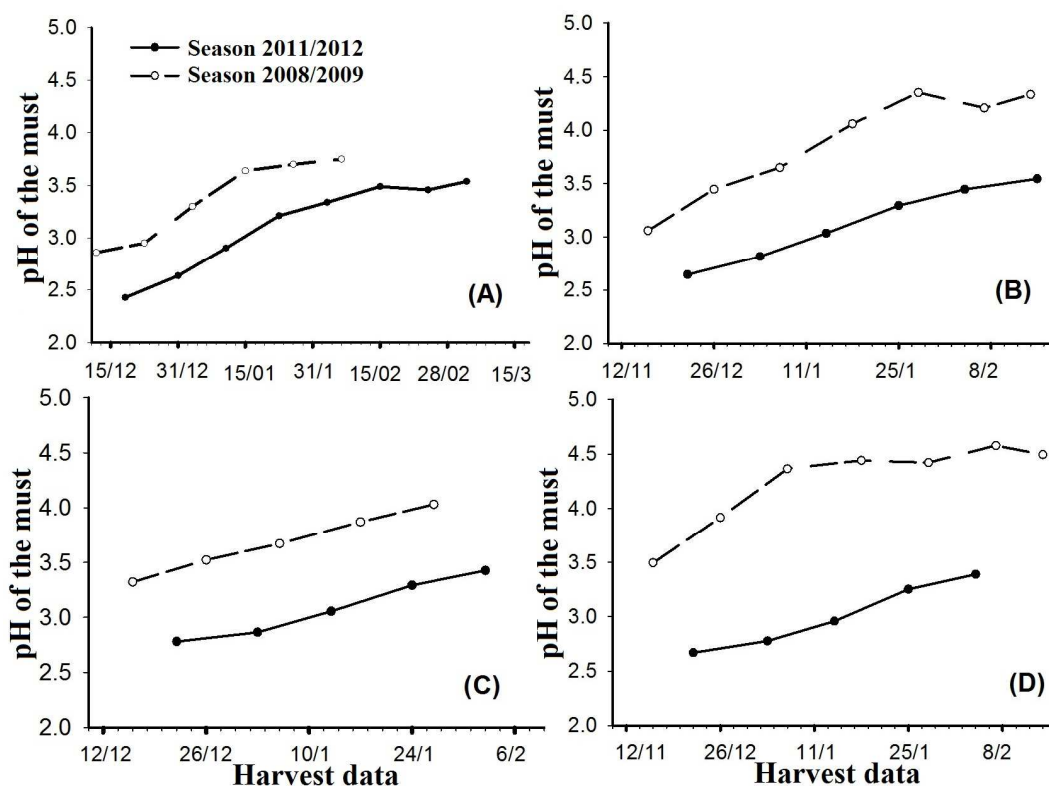 5.0
4.5
4.0
3.5
3.0
2.5
2.0
pH of the must
Season 2011/2012
Season 2008/2009
(A)
15/12 31/12 15/01 31/1 15/02 28/02 15/3
5.0
4.5
4.0
3.5
3.0
2.5
2.0
pH of the must
(B)
12/11 26/12 11/1 25/1 8/2
5.0
4.5
4.0
3.5
3.0
2.5
2.0
pH of the must
(C)
12/12 26/12 10/1 24/1 6/2
Harvest data
5.0
4.5
4.0
3.5
3.0
2.5
2.0
pH of the must
(D)
12/11 26/12 11/1 25/1 8/2
Harvest data